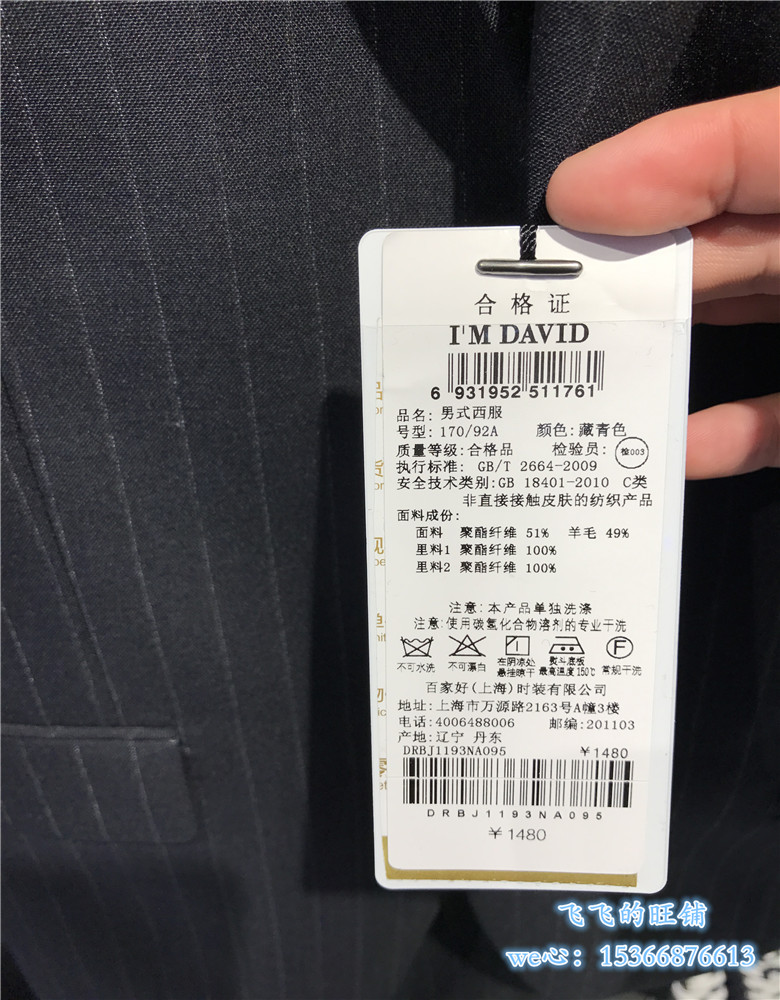 合格证
I'M DAVID
6 931952 511761
品名: 男式西服
号型: 170/92A 颜色: 藏青色
质量等级:合格品 检验员: 检003
执行标准: GB/T 2664-2009
安全技术类别:GB 18401-2010 C类
非直接接触皮肤的纺织产品
面料成份:
面料 聚酯纤维 51% 羊毛 49%
里料1 聚酯纤维 100%
里料2 聚酯纤维 100%
注意:本产品单独洗涤
注意:使用碳氢化合物溶剂的专业干洗
不可水洗 不可漂白 在阴凉处悬挂晾干 熨斗底板最高温度150℃ 常规干洗
百家好(上海)时装有限公司
地址:上海市万源路2163号A幢3楼
电话:4006488006 邮编:201103
产地:辽宁 丹东
DRBJ1193NA095 ¥1480
DRBJ1193NA095
¥1480
飞飞的旺铺
we心: 15366876613